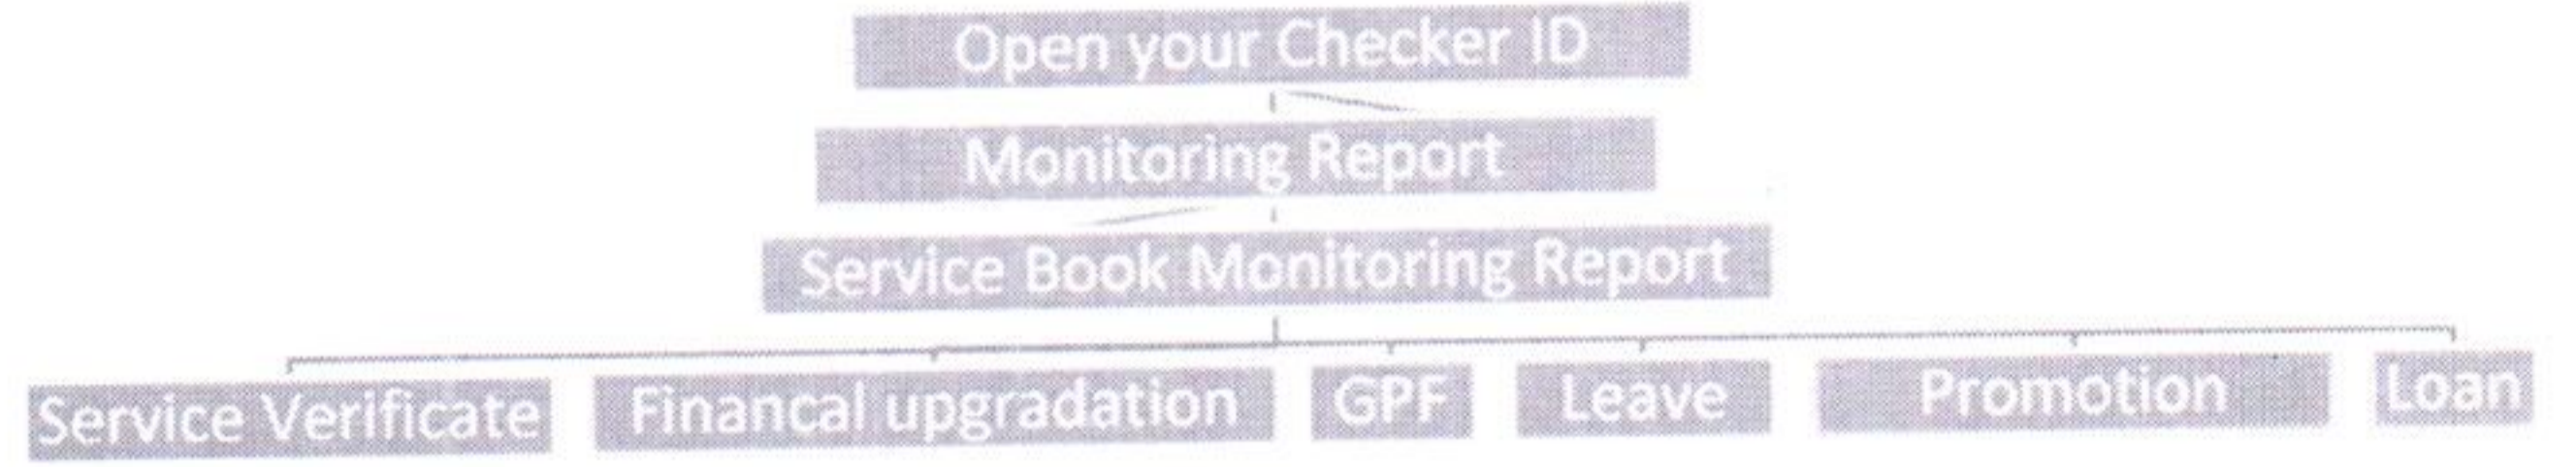 Open your Checker ID
Monitoring Report
Service Book Monitoring Report
Service Verificate
Financal upgradation
GPF
Leave
Promotion
Loan